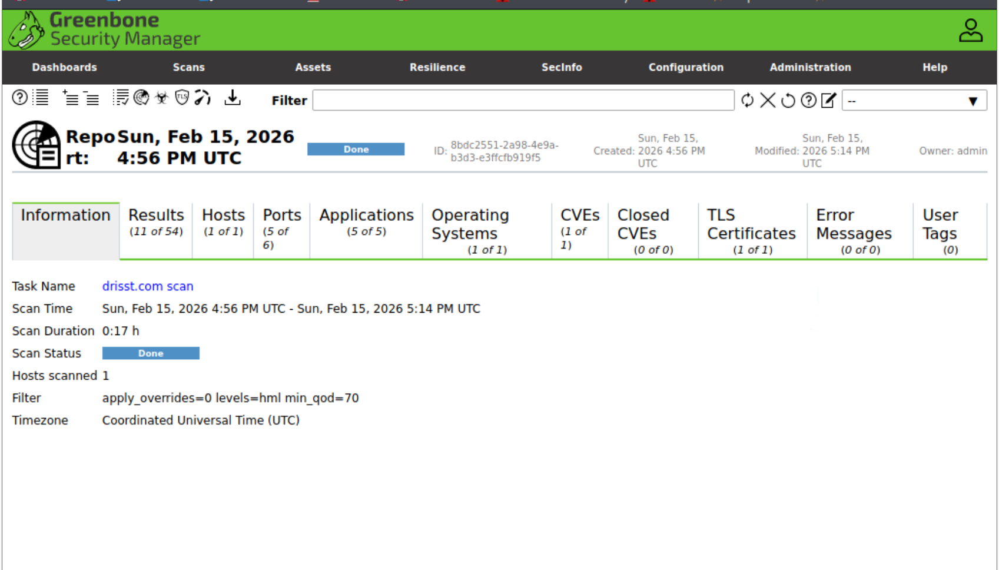 Greenbone
Security Manager
Dashboards Scans Assets Resilience SecInfo Configuration Administration Help
Filter --
Repo Sun, Feb 15, 2026
rt: 4:56 PM UTC
Done
ID: 8bdc2551-2a98-4e9a-
b3d3-e3ffcfb919f5
Sun, Feb 15,
Created: 2026 4:56 PM
UTC
Sun, Feb 15,
Modified: 2026 5:14 PM
UTC
Owner: admin
Information
Results
(11 of 54)
Hosts
(1 of 1)
Ports
(5 of
6)
Applications
(5 of 5)
Operating
Systems
(1 of 1)
CVEs
(1 of
1)
Closed
CVEs
(0 of 0)
TLS
Certificates
(1 of 1)
Error
Messages
(0 of 0)
User
Tags
(0)
Task Name drisst.com scan
Scan Time Sun, Feb 15, 2026 4:56 PM UTC - Sun, Feb 15, 2026 5:14 PM UTC
Scan Duration 0:17 h
Scan Status Done
Hosts scanned 1
Filter apply_overrides=0 levels=hml min_qod=70
Timezone Coordinated Universal Time (UTC)